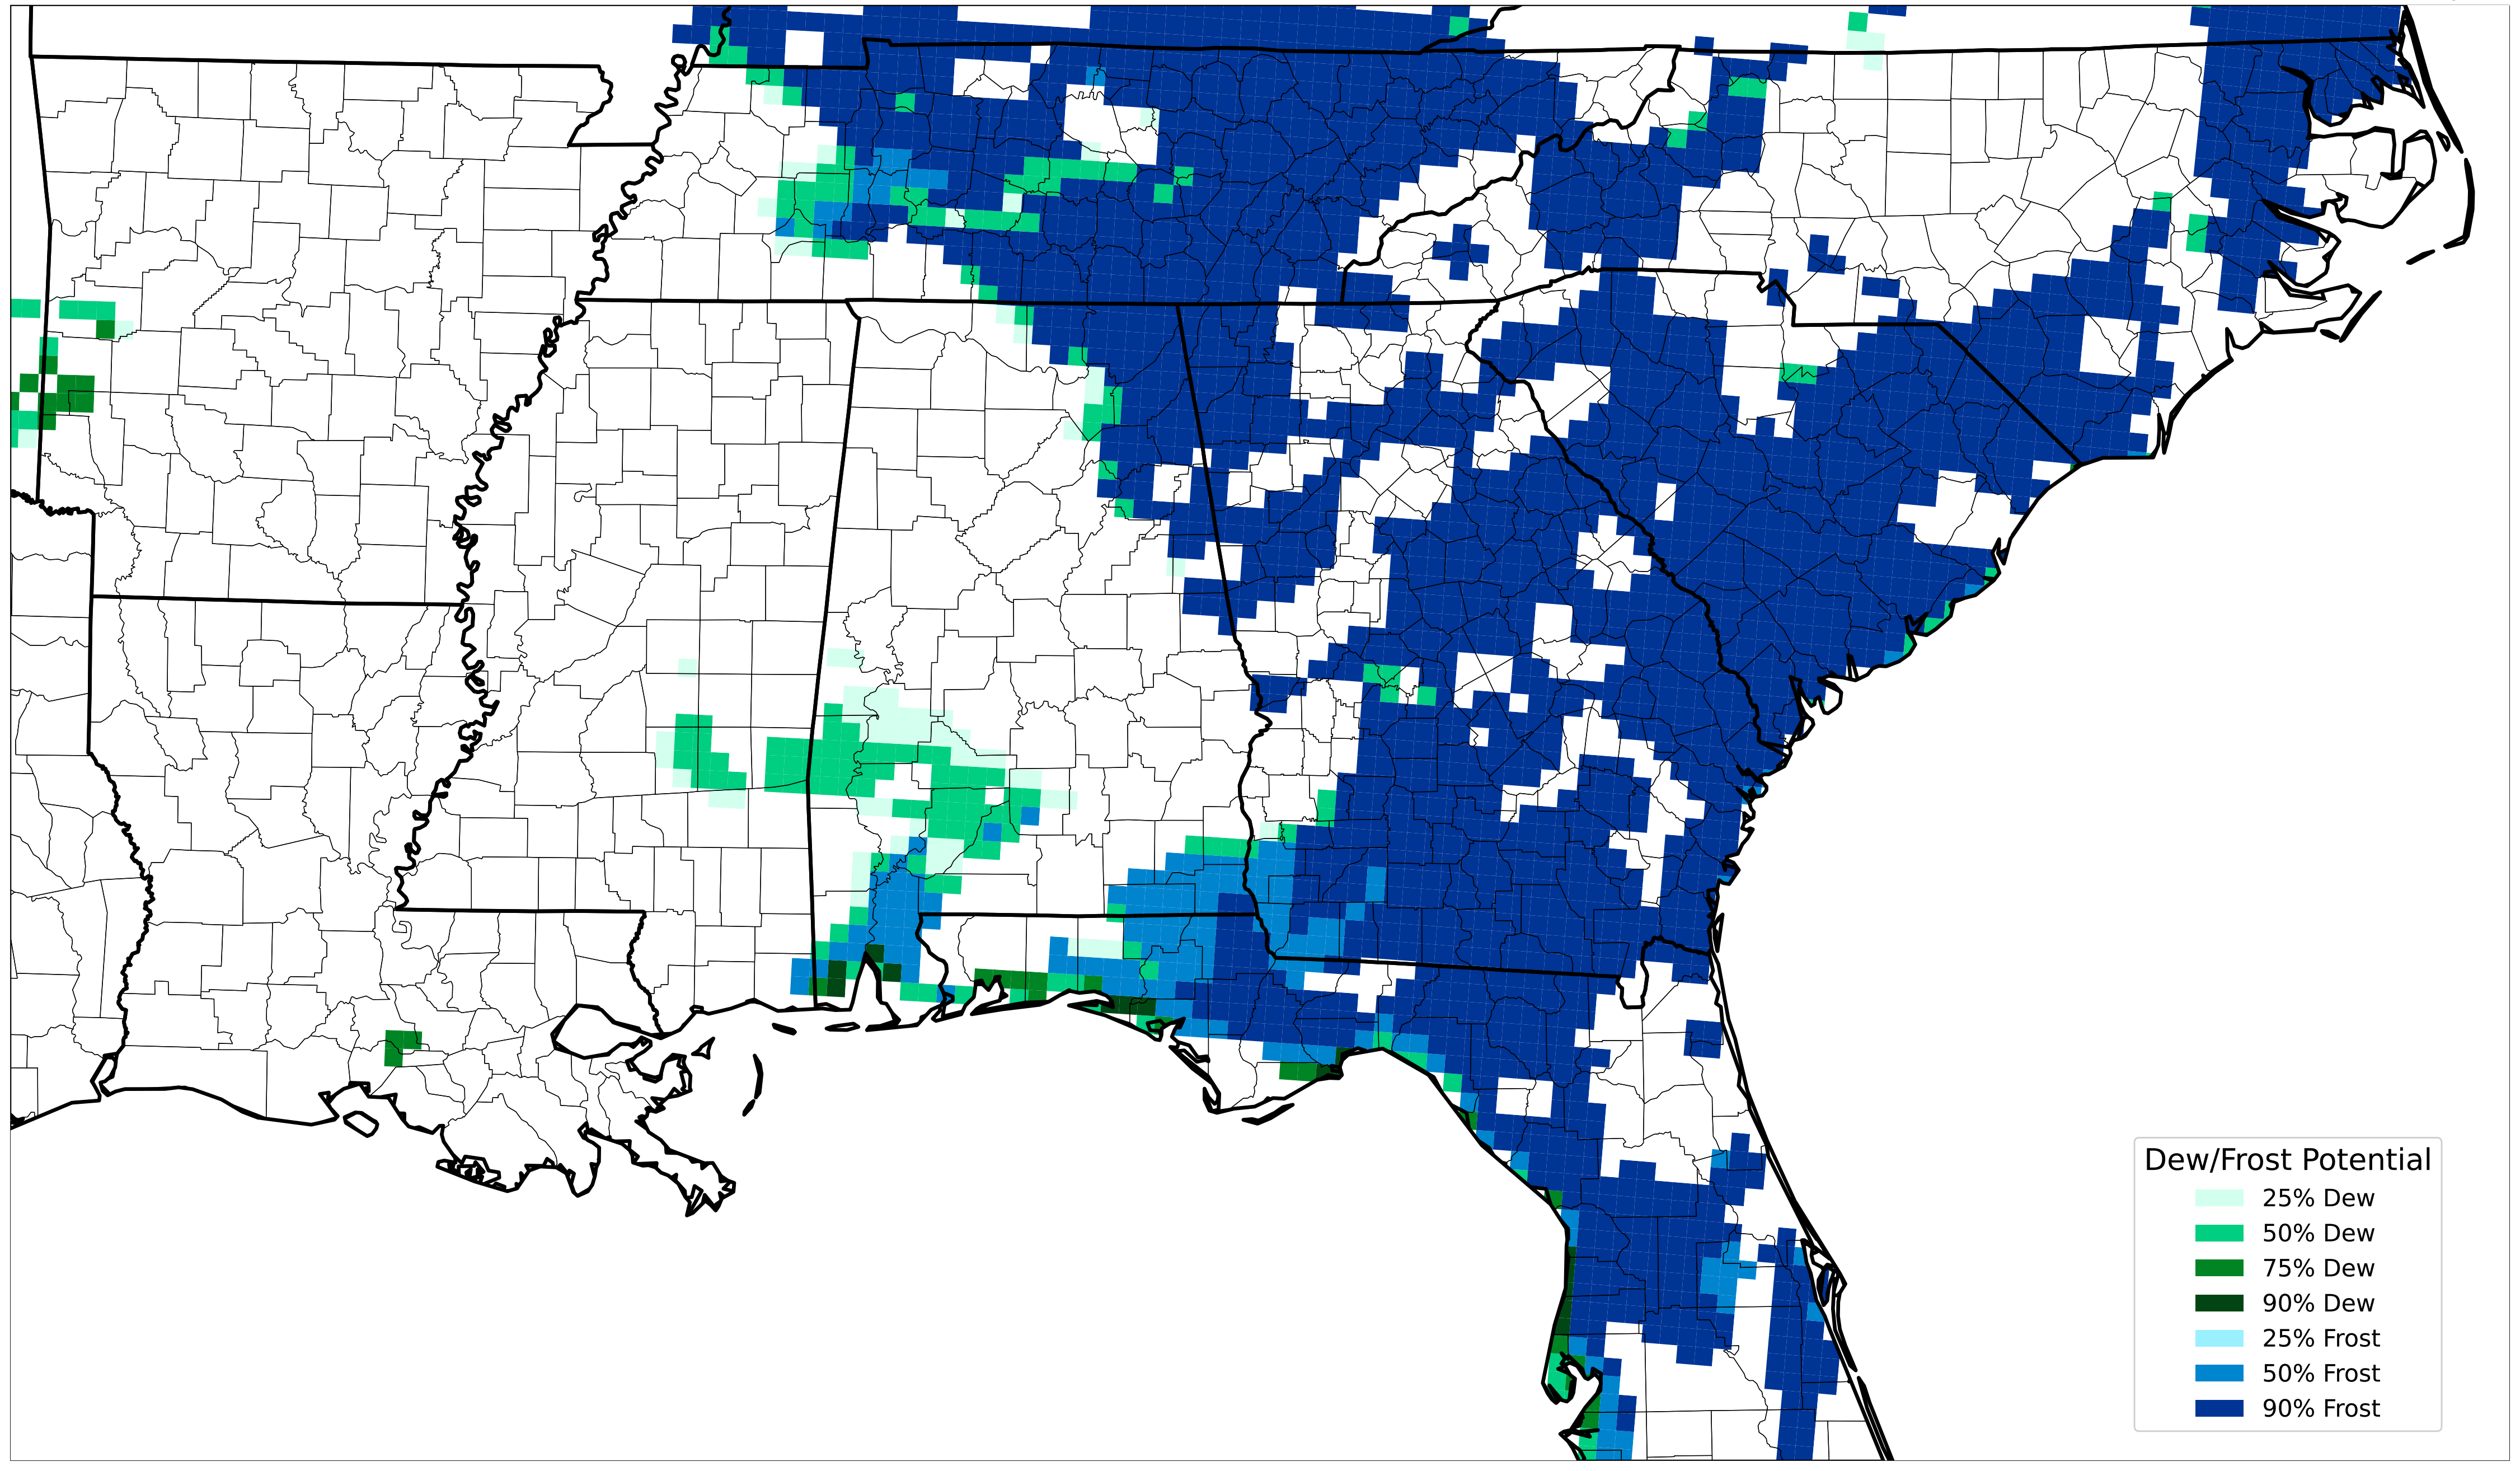 Dew/Frost Potential
25% Dew
50% Dew
75% Dew
90% Dew
25% Frost
50% Frost
90% Frost